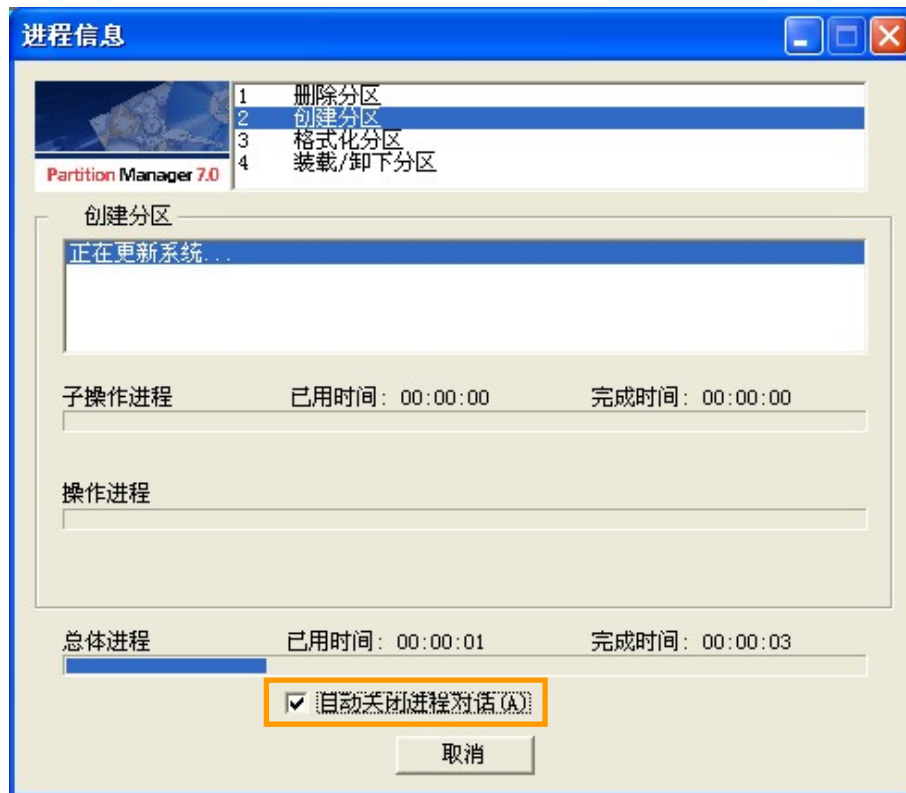 进程信息
1 删除分区
2 创建分区
3 格式化分区
4 装载/卸下分区
Partition Manager 7.0
创建分区
正在更新系统...
子操作进程 已用时间: 00:00:00 完成时间: 00:00:00
操作进程
总体进程 已用时间: 00:00:01 完成时间: 00:00:03
自动关闭进程对话(A)
取消